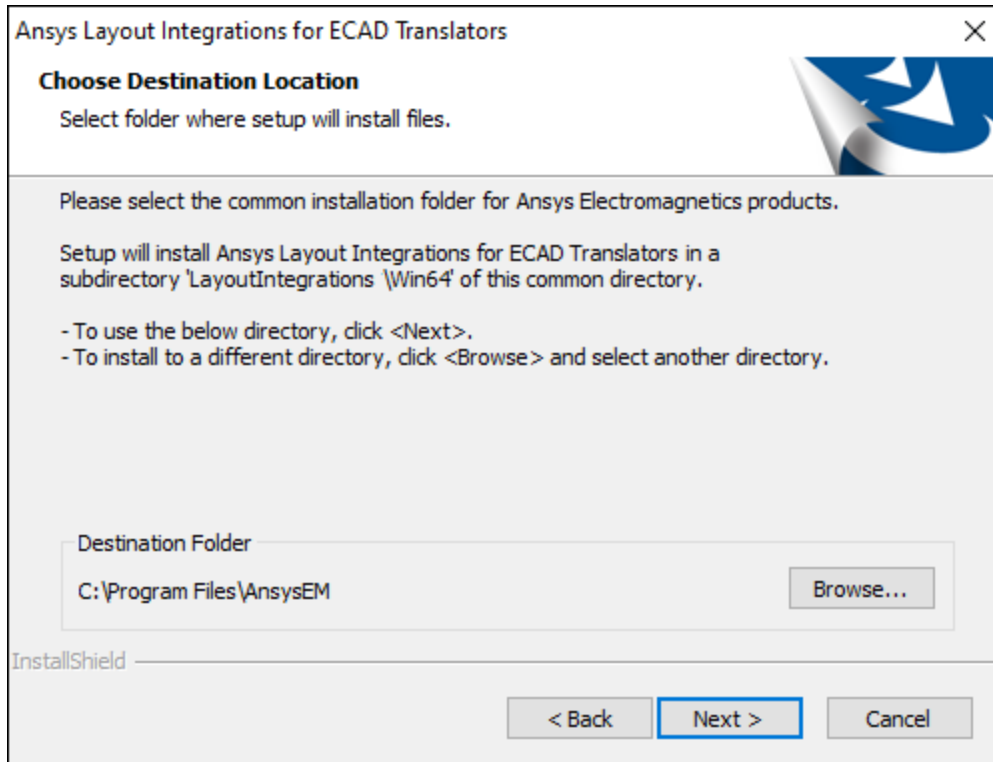 Ansys Layout Integrations for ECAD Translators
Choose Destination Location
Select folder where setup will install files.
Please select the common installation folder for Ansys Electromagnetics products.
Setup will install Ansys Layout Integrations for ECAD Translators in a
subdirectory 'LayoutIntegrations \Win64' of this common directory.
- To use the below directory, click <Next>.
- To install to a different directory, click <Browse> and select another directory.
Destination Folder
C:\Program Files\AnsysEM
Browse...
InstallShield
< Back
Next >
Cancel